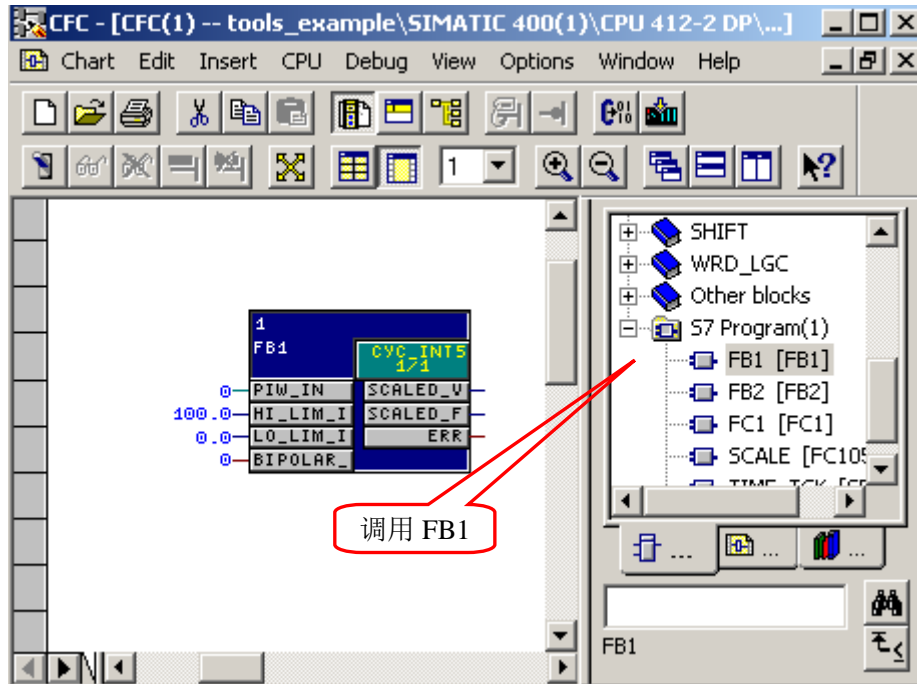 CFC - [CFC(1) -- tools_example\SIMATIC 400(1)\CPU 412-2 DP\...]
Chart Edit Insert CPU Debug View Options Window Help
1
SHIFT
WRD_LGC
Other blocks
S7 Program(1)
FB1 [FB1]
FB2 [FB2]
FC1 [FC1]
SCALE [FC105
1
FB1
CYC_INT5
1/1
0 PIW_IN SCALED_V
100.0 HI_LIM_I SCALED_F
0.0 LO_LIM_I ERR
0 BIPOLAR_
调用 FB1
... ... ...
FB1